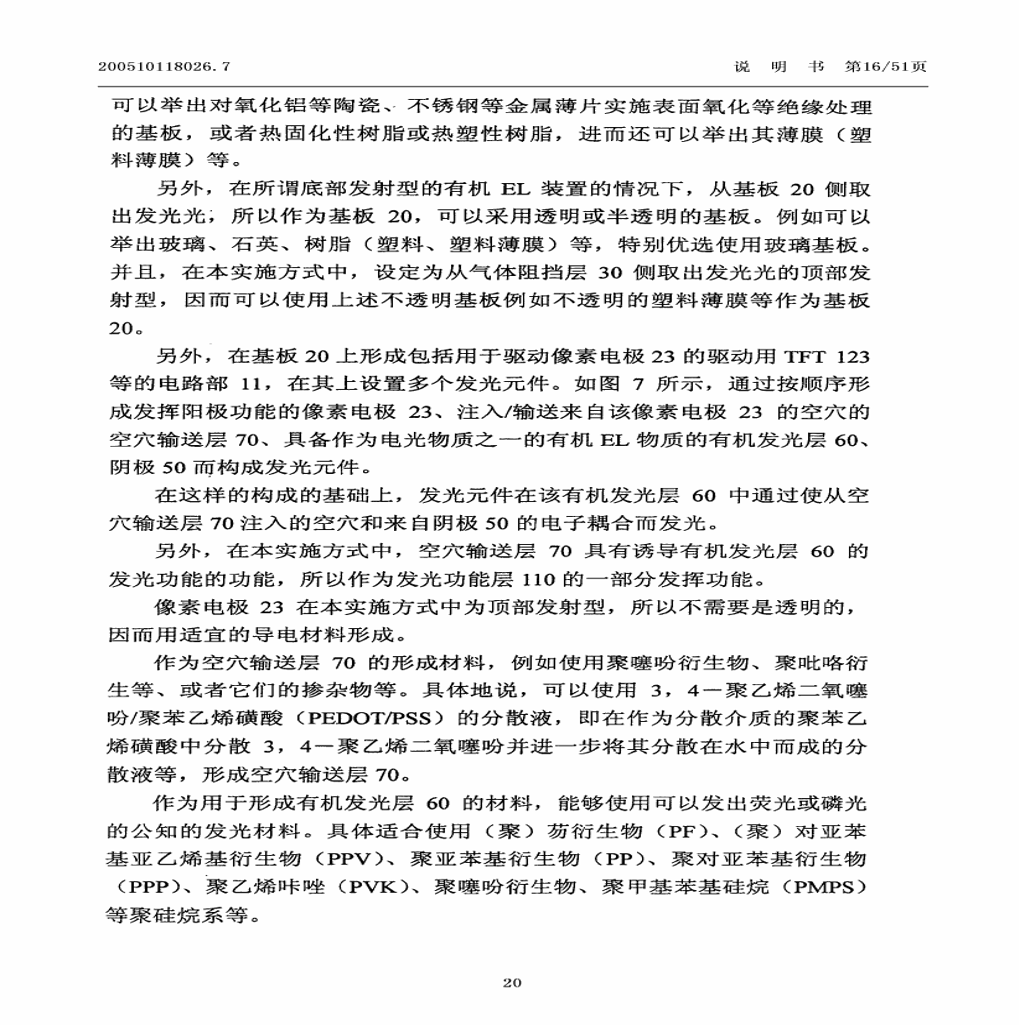 200510118026.7 说 明 书 第16/51页
可以举出对氧化铝等陶瓷、不锈钢等金属薄片实施表面氧化等绝缘处理
的基板，或者热固化性树脂或热塑性树脂，进而还可以举出其薄膜（塑
料薄膜）等。
另外，在所谓底部发射型的有机 EL 装置的情况下，从基板 20 侧取
出发光光；所以作为基板 20，可以采用透明或半透明的基板。例如可以
举出玻璃、石英、树脂（塑料、塑料薄膜）等，特别优选使用玻璃基板。
并且，在本实施方式中，设定为从气体阻挡层 30 侧取出发光光的顶部发
射型，因而可以使用上述不透明基板例如不透明的塑料薄膜等作为基板
20。
另外，在基板 20 上形成包括用于驱动像素电极 23 的驱动用 TFT 123
等的电路部 11，在其上设置多个发光元件。如图 7 所示，通过按顺序形
成发挥阳极功能的像素电极 23、注入/输送来自该像素电极 23 的空穴的
空穴输送层 70、具备作为电光物质之一的有机 EL 物质的有机发光层 60、
阴极 50 而构成发光元件。
在这样的构成的基础上，发光元件在该有机发光层 60 中通过使从空
穴输送层 70 注入的空穴和来自阴极 50 的电子耦合而发光。
另外，在本实施方式中，空穴输送层 70 具有诱导有机发光层 60 的
发光功能的功能，所以作为发光功能层 110 的一部分发挥功能。
像素电极 23 在本实施方式中为顶部发射型，所以不需要是透明的，
因而用适宜的导电材料形成。
作为空穴输送层 70 的形成材料，例如使用聚噻吩衍生物、聚吡咯衍
生等、或者它们的掺杂物等。具体地说，可以使用 3，4－聚乙烯二氧噻
吩/聚苯乙烯磺酸（PEDOT/PSS）的分散液，即在作为分散介质的聚苯乙
烯磺酸中分散 3，4－聚乙烯二氧噻吩并进一步将其分散在水中而成的分
散液等，形成空穴输送层 70。
作为用于形成有机发光层 60 的材料，能够使用可以发出荧光或磷光
的公知的发光材料。具体适合使用（聚）芴衍生物（PF）、（聚）对亚苯
基亚乙烯基衍生物（PPV）、聚亚苯基衍生物（PP）、聚对亚苯基衍生物
（PPP）、聚乙烯咔唑（PVK）、聚噻吩衍生物、聚甲基苯基硅烷（PMPS）
等聚硅烷系等。
20